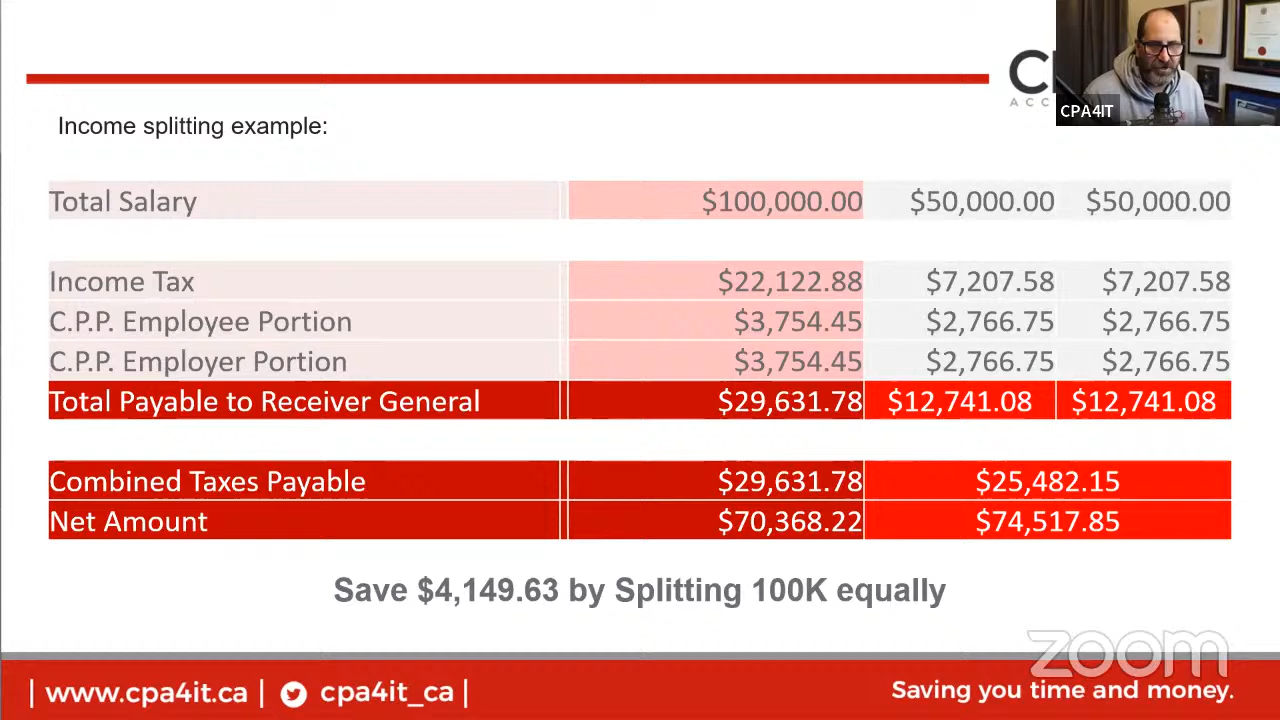 CPA4IT
Income splitting example:
Total Salary $100,000.00 $50,000.00 $50,000.00
Income Tax $22,122.88 $7,207.58 $7,207.58
C.P.P. Employee Portion $3,754.45 $2,766.75 $2,766.75
C.P.P. Employer Portion $3,754.45 $2,766.75 $2,766.75
Total Payable to Receiver General $29,631.78 $12,741.08 $12,741.08
Combined Taxes Payable $29,631.78 $25,482.15
Net Amount $70,368.22 $74,517.85
Save $4,149.63 by Splitting 100K equally
zoom
| www.cpa4it.ca | cpa4it_ca | Saving you time and money.